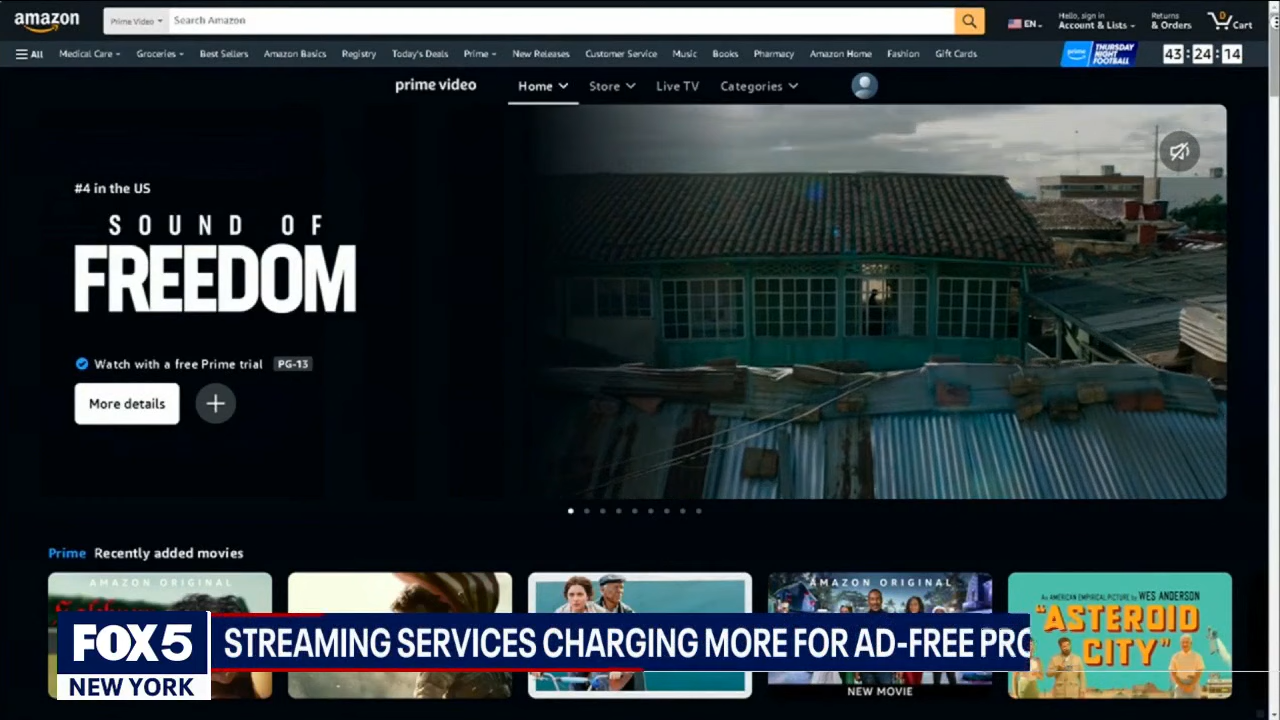 amazon
Prime Video
Search Amazon
EN
Hello, sign in
Account & Lists
Returns
& Orders
0
Cart
All
Medical Care
Groceries
Best Sellers
Amazon Basics
Registry
Today's Deals
Prime
New Releases
Customer Service
Music
Books
Pharmacy
Amazon Home
Fashion
Gift Cards
prime
THURSDAY
NIGHT
FOOTBALL
43:24:14
prime video
Home
Store
Live TV
Categories
#4 in the US
SOUND OF
FREEDOM
Watch with a free Prime trial
PG-13
More details
Prime Recently added movies
AMAZON ORIGINAL
AMAZON ORIGINAL
NEW MOVIE
AN AMERICAN EMPIRICAL PICTURE by WES ANDERSON
"ASTEROID
CITY"
FOX 5
NEW YORK
STREAMING SERVICES CHARGING MORE FOR AD-FREE PRO